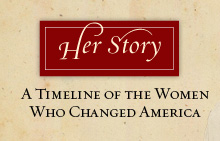 Her Story
A Timeline of the Women
Who Changed America